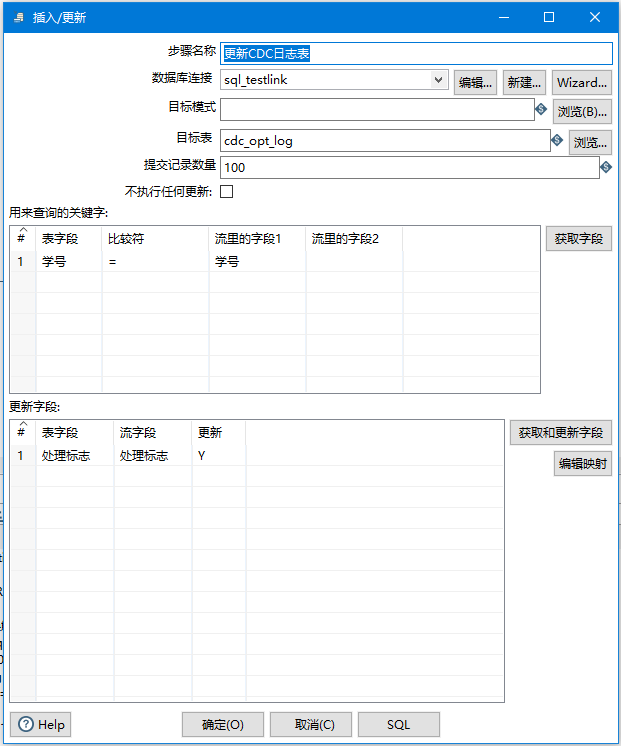 插入/更新
步骤名称 更新CDC日志表
数据库连接 sql_testlink 编辑... 新建... Wizard...
目标模式 浏览(B)...
目标表 cdc_opt_log 浏览...
提交记录数量 100
不执行任何更新:
用来查询的关键字:
# 表字段 比较符 流里的字段1 流里的字段2 获取字段
1 学号 = 学号
更新字段:
# 表字段 流字段 更新 获取和更新字段
1 处理标志 处理标志 Y 编辑映射
Help 确定(O) 取消(C) SQL